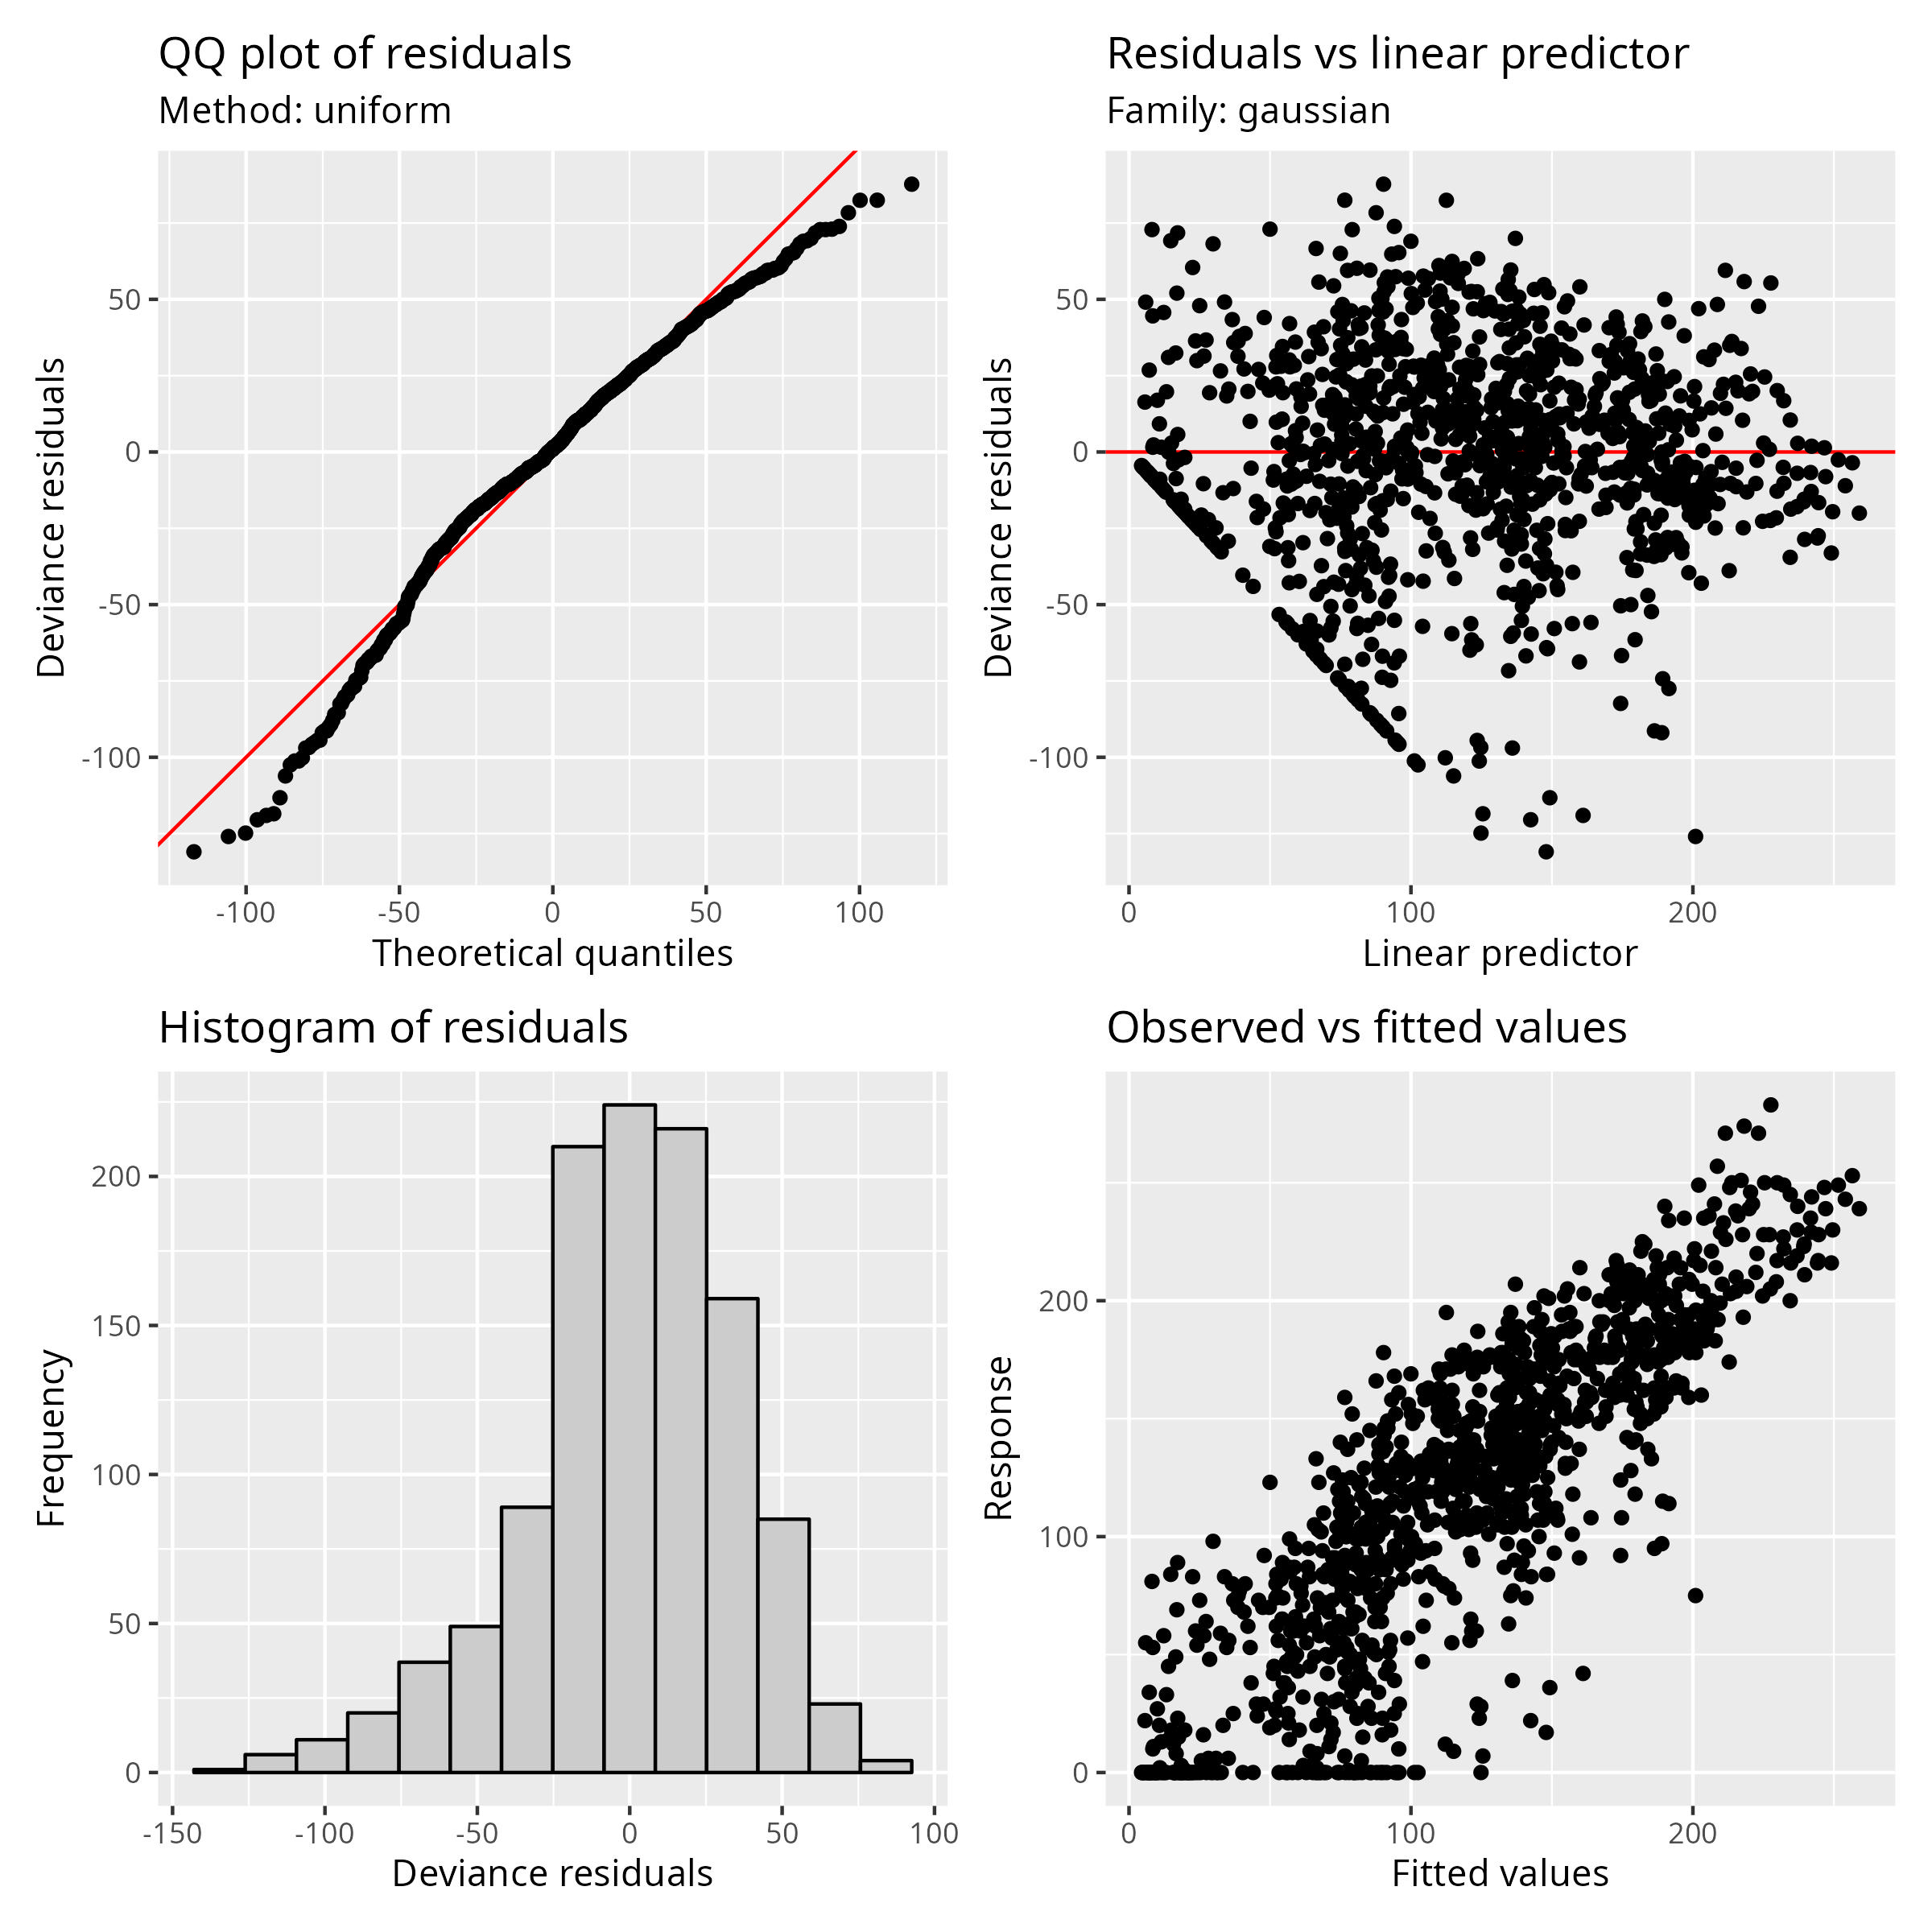 QQ plot of residuals
Method: uniform
50
0
-50
-100
Deviance residuals
-100 -50 0 50 100
Theoretical quantiles
Residuals vs linear predictor
Family: gaussian
50
0
-50
-100
Deviance residuals
0 100 200
Linear predictor
Histogram of residuals
200
150
100
50
0
Frequency
-150 -100 -50 0 50 100
Deviance residuals
Observed vs fitted values
200
100
0
Response
0 100 200
Fitted values